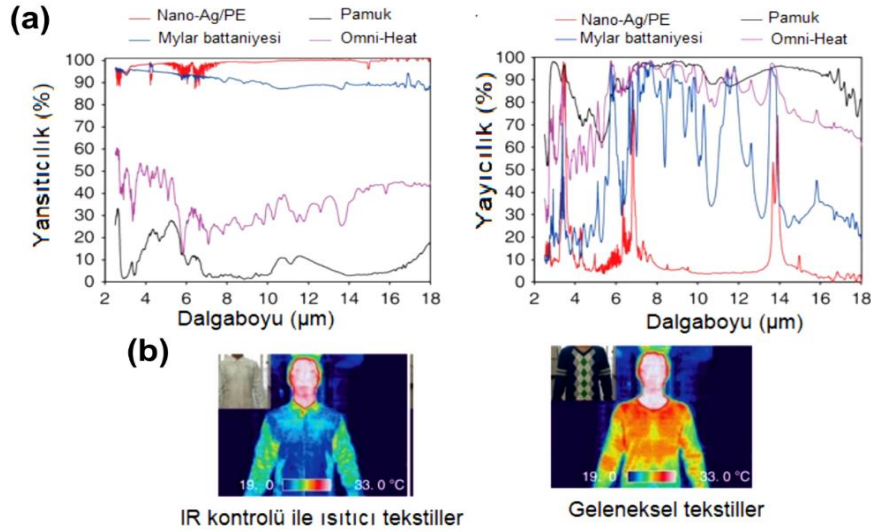 (a)
Nano-Ag/PE Pamuk
Mylar battaniyesi Omni-Heat
Yansıtıcılık (%)
100
90
80
70
60
50
40
30
20
10
0
2 4 6 8 10 12 14 16 18
Dalgaboyu (µm)
Nano-Ag/PE Pamuk
Mylar battaniyesi Omni-Heat
Yayıcılık (%)
100
90
80
70
60
50
40
30
20
10
0
2 4 6 8 10 12 14 16 18
Dalgaboyu (µm)
(b)
19. 0 33. 0 °C
IR kontrolü ile ısıtıcı tekstiller
19. 0 33. 0 °C
Geleneksel tekstiller